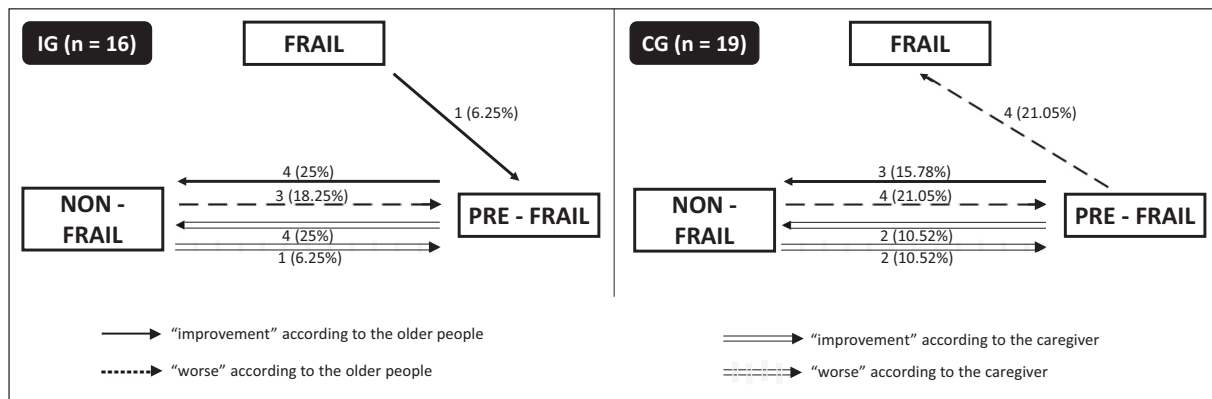 IG (n = 16)
FRAIL
1 (6.25%)
4 (25%)
3 (18.25%)
NON -
FRAIL
PRE - FRAIL
4 (25%)
1 (6.25%)
CG (n = 19)
FRAIL
4 (21.05%)
3 (15.78%)
4 (21.05%)
NON -
FRAIL
PRE - FRAIL
2 (10.52%)
2 (10.52%)
“improvement” according to the older people
“worse” according to the older people
“improvement” according to the caregiver
“worse” according to the caregiver